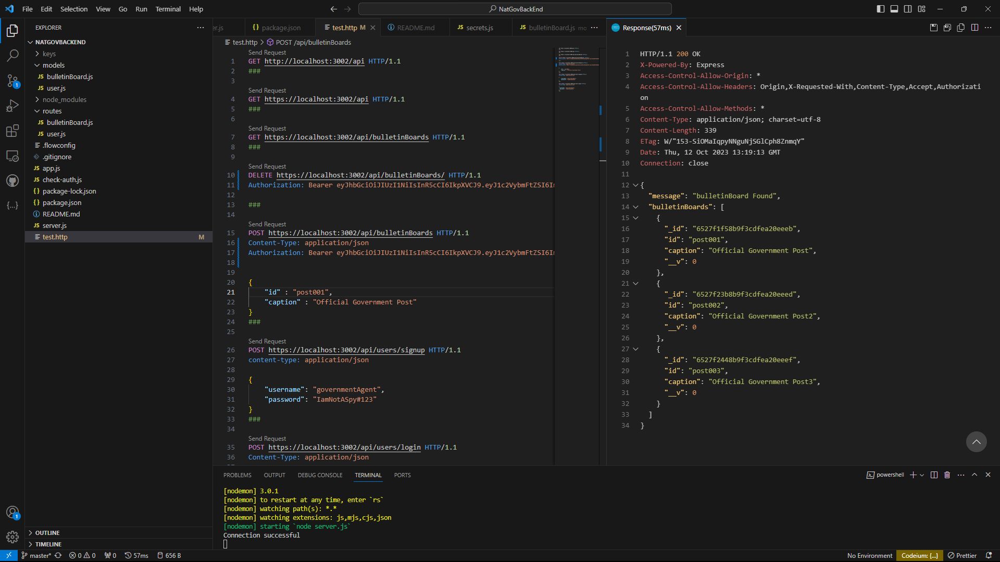 File Edit Selection View Go Run Terminal Help
NatGovBackEnd
EXPLORER
NATGOVBACKEND
keys
models
JS bulletinBoard.js
JS user.js
node_modules
routes
JS bulletinBoard.js
JS user.js
.flowconfig
.gitignore
JS app.js
JS check-auth.js
{} package-lock.json
{} package.json
README.md
JS server.js
test.http M
OUTLINE
TIMELINE
er.js
{} package.json
test.http M
README.md
JS secrets.js
JS bulletinBoard.js mo
test.http > POST /api/bulletinBoards
Send Request
1 GET http://localhost:3002/api HTTP/1.1
2 ###
3
Send Request
4 GET https://localhost:3002/api HTTP/1.1
5 ###
6
Send Request
7 GET https://localhost:3002/api/bulletinBoards HTTP/1.1
8 ###
9
Send Request
10 DELETE https://localhost:3002/api/bulletinBoards/ HTTP/1.1
11 Authorization: Bearer eyJhbGciOiJIUzI1NiIsInR5cCI6IkpXVCJ9.eyJ1c2VybmFtZSI6In
12
13 ###
14
Send Request
15 POST https://localhost:3002/api/bulletinBoards HTTP/1.1
16 Content-Type: application/json
17 Authorization: Bearer eyJhbGciOiJIUzI1NiIsInR5cCI6IkpXVCJ9.eyJ1c2VybmFtZSI6In
18
19
20 {
21 "id" : "post001",
22 "caption" : "Official Government Post"
23 }
24 ###
25
Send Request
26 POST https://localhost:3002/api/users/signup HTTP/1.1
27 content-type: application/json
28
29 {
30 "username": "governmentAgent",
31 "password": "IamNotASpy#123"
32 }
33 ###
34
Send Request
35 POST https://localhost:3002/api/users/login HTTP/1.1
36 Content-Type: application/json
Response(57ms)
1 HTTP/1.1 200 OK
2 X-Powered-By: Express
3 Access-Control-Allow-Origin: *
4 Access-Control-Allow-Headers: Origin,X-Requested-With,Content-Type,Accept,Authorizati
on
5 Access-Control-Allow-Methods: *
6 Content-Type: application/json; charset=utf-8
7 Content-Length: 339
8 ETag: W/"153-SiOMaIqpyNNguNjSGlCph8ZnmqY"
9 Date: Thu, 12 Oct 2023 13:19:13 GMT
10 Connection: close
11
12 {
13 "message": "bulletinBoard Found",
14 "bulletinBoards": [
15 {
16 "_id": "6527f1f58b9f3cdfea20eeeb",
17 "id": "post001",
18 "caption": "Official Government Post",
19 "__v": 0
20 },
21 {
22 "_id": "6527f23b8b9f3cdfea20eeed",
23 "id": "post002",
24 "caption": "Official Government Post2",
25 "__v": 0
26 },
27 {
28 "_id": "6527f2448b9f3cdfea20eeef",
29 "id": "post003",
30 "caption": "Official Government Post3",
31 "__v": 0
32 }
33 ]
34 }
PROBLEMS OUTPUT DEBUG CONSOLE TERMINAL PORTS
powershell
[nodemon] 3.0.1
[nodemon] to restart at any time, enter `rs`
[nodemon] watching path(s): *.*
[nodemon] watching extensions: js,mjs,cjs,json
[nodemon] starting `node server.js`
Connection successful
1
1
master* 0 0 0 57ms 656 B
No Environment Codeium: {...} Prettier